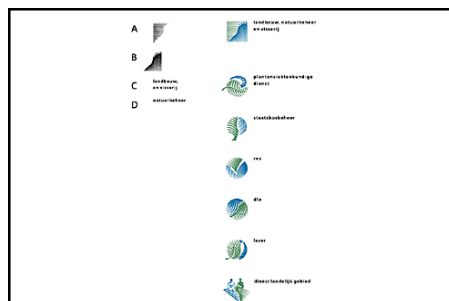 A
B
C landbouw,
en visserij
D natuurbeheer
landbouw, natuurbeheer
en visserij
plantenziektenkundige
dienst
staatsbosbeheer
rvv
dlo
laser
dienst landelijk gebied